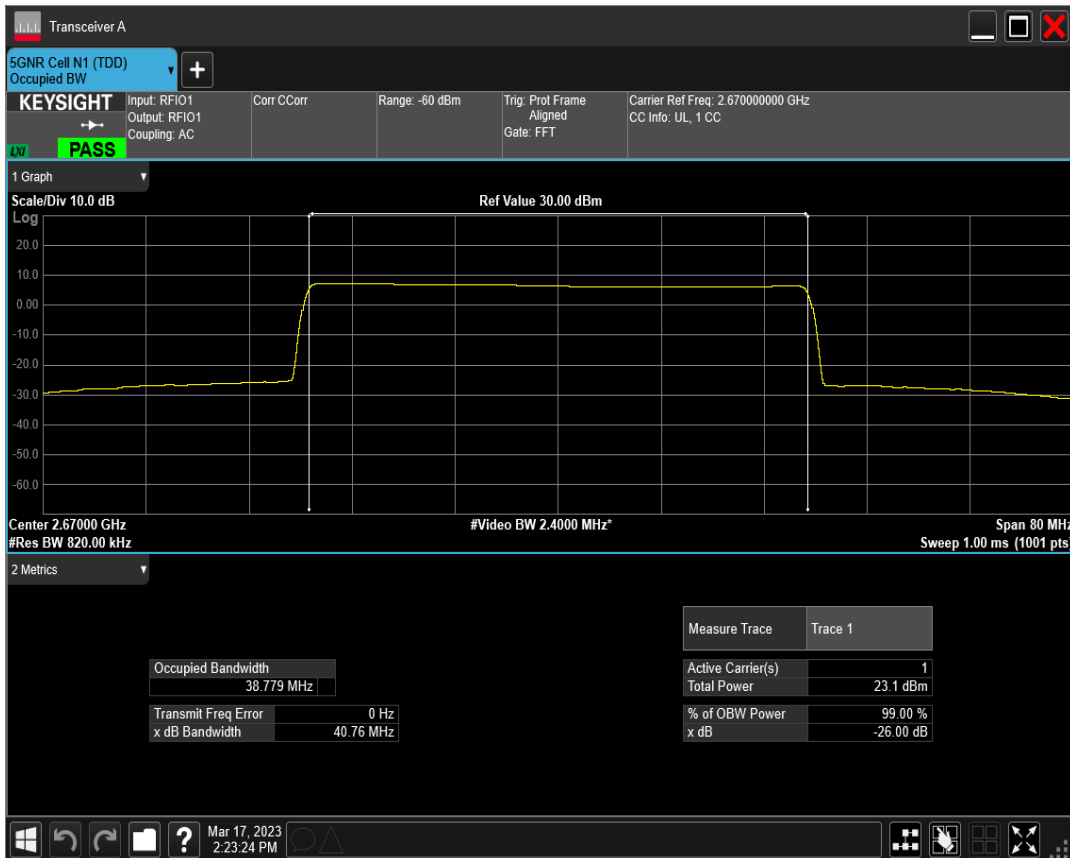 Transceiver A
5GNR Cell N1 (TDD)
Occupied BW
+
KEYSIGHT
LXI
PASS
Input: RFIO1
Output: RFIO1
Coupling: AC
Corr CCorr
Range: -60 dBm
Trig: Prot Frame
Aligned
Gate: FFT
Carrier Ref Freq: 2.670000000 GHz
CC Info: UL, 1 CC
1 Graph
Scale/Div 10.0 dB
Ref Value 30.00 dBm
Log
20.0
10.0
0.00
-10.0
-20.0
-30.0
-40.0
-50.0
-60.0
Center 2.67000 GHz
#Video BW 2.4000 MHz*
Span 80 MHz
#Res BW 820.00 kHz
Sweep 1.00 ms (1001 pts)
2 Metrics
Measure Trace Trace 1
Occupied Bandwidth
38.779 MHz
Active Carrier(s) 1
Total Power 23.1 dBm
Transmit Freq Error 0 Hz
x dB Bandwidth 40.76 MHz
% of OBW Power 99.00 %
x dB -26.00 dB
?
Mar 17, 2023
2:23:24 PM